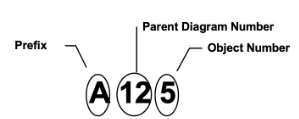 Parent Diagram Number
Prefix
Object Number
A 12 5